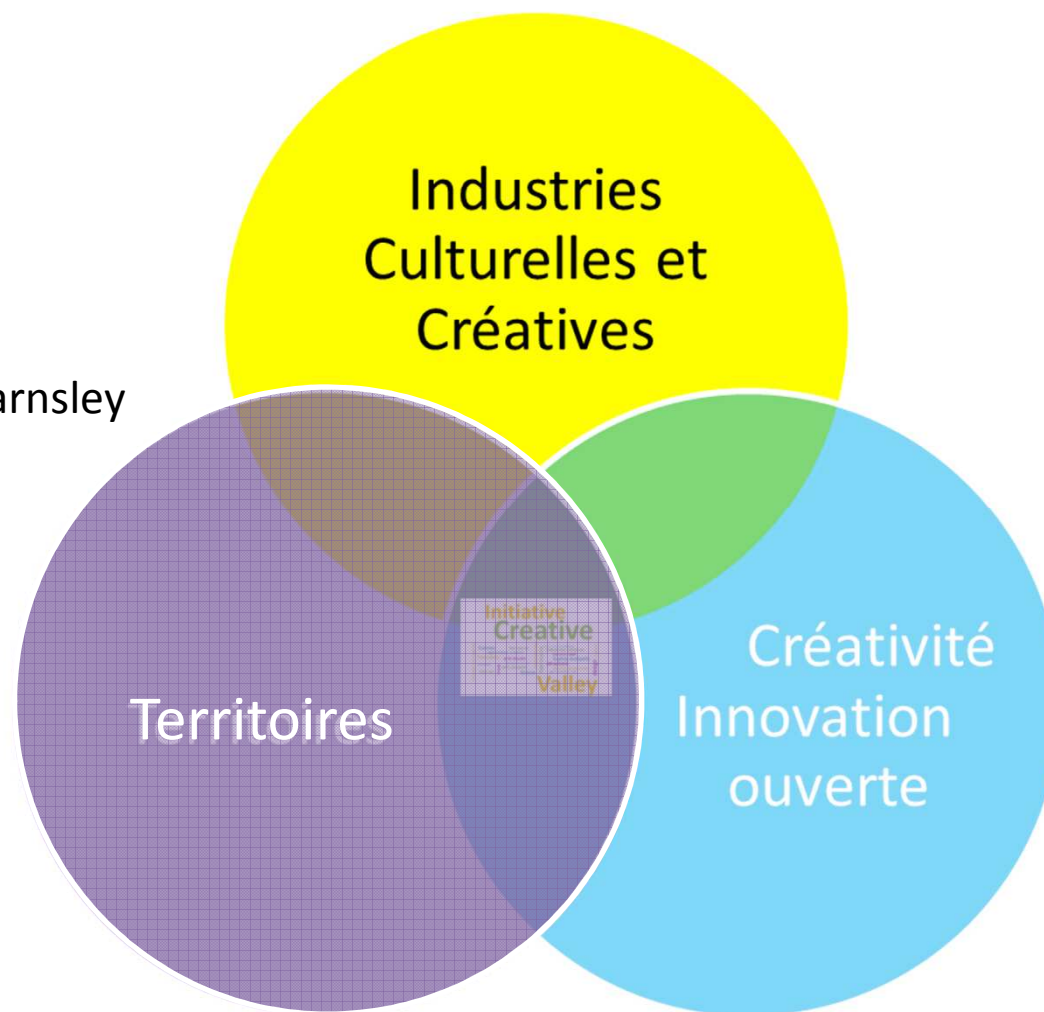 Industries
Culturelles et
Créatives
arnsley
Territoires
Créativité
Innovation
ouverte
Initiative
Creative
Valley